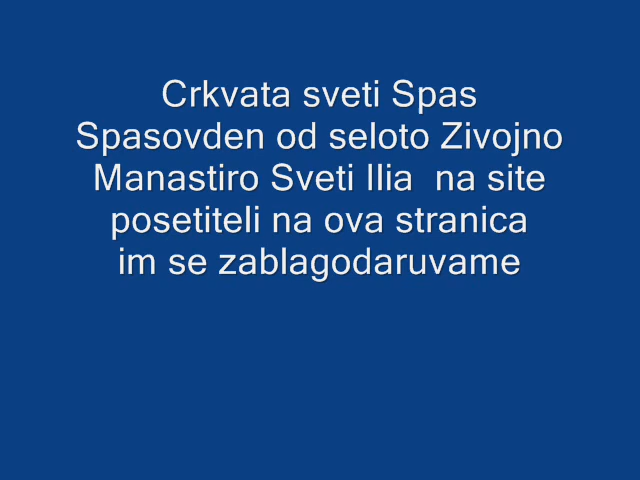 Crkvata sveti Spas
Spasovden od seloto Zivojno
Manastiro Sveti Ilia  na site
posetiteli na ova stranica
im se zablagodaruvame